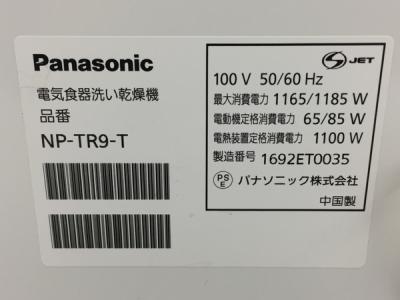 Panasonic
電気食器洗い乾燥機
品番
NP-TR9-T
S JET
100 V 50/60 Hz
最大消費電力 1165/1185 W
電動機定格消費電力 65/85 W
電熱装置定格消費電力 1100 W
製造番号 1692ET0035
PSE パナソニック株式会社
中国製